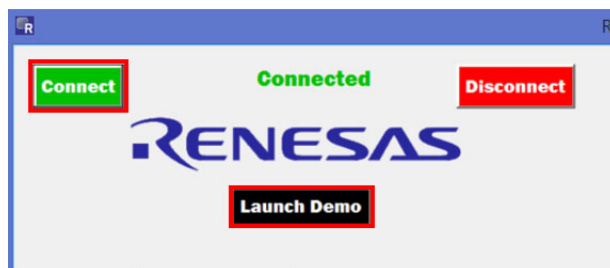 R
R
Connect
Connected
Disconnect
RENESAS
Launch Demo